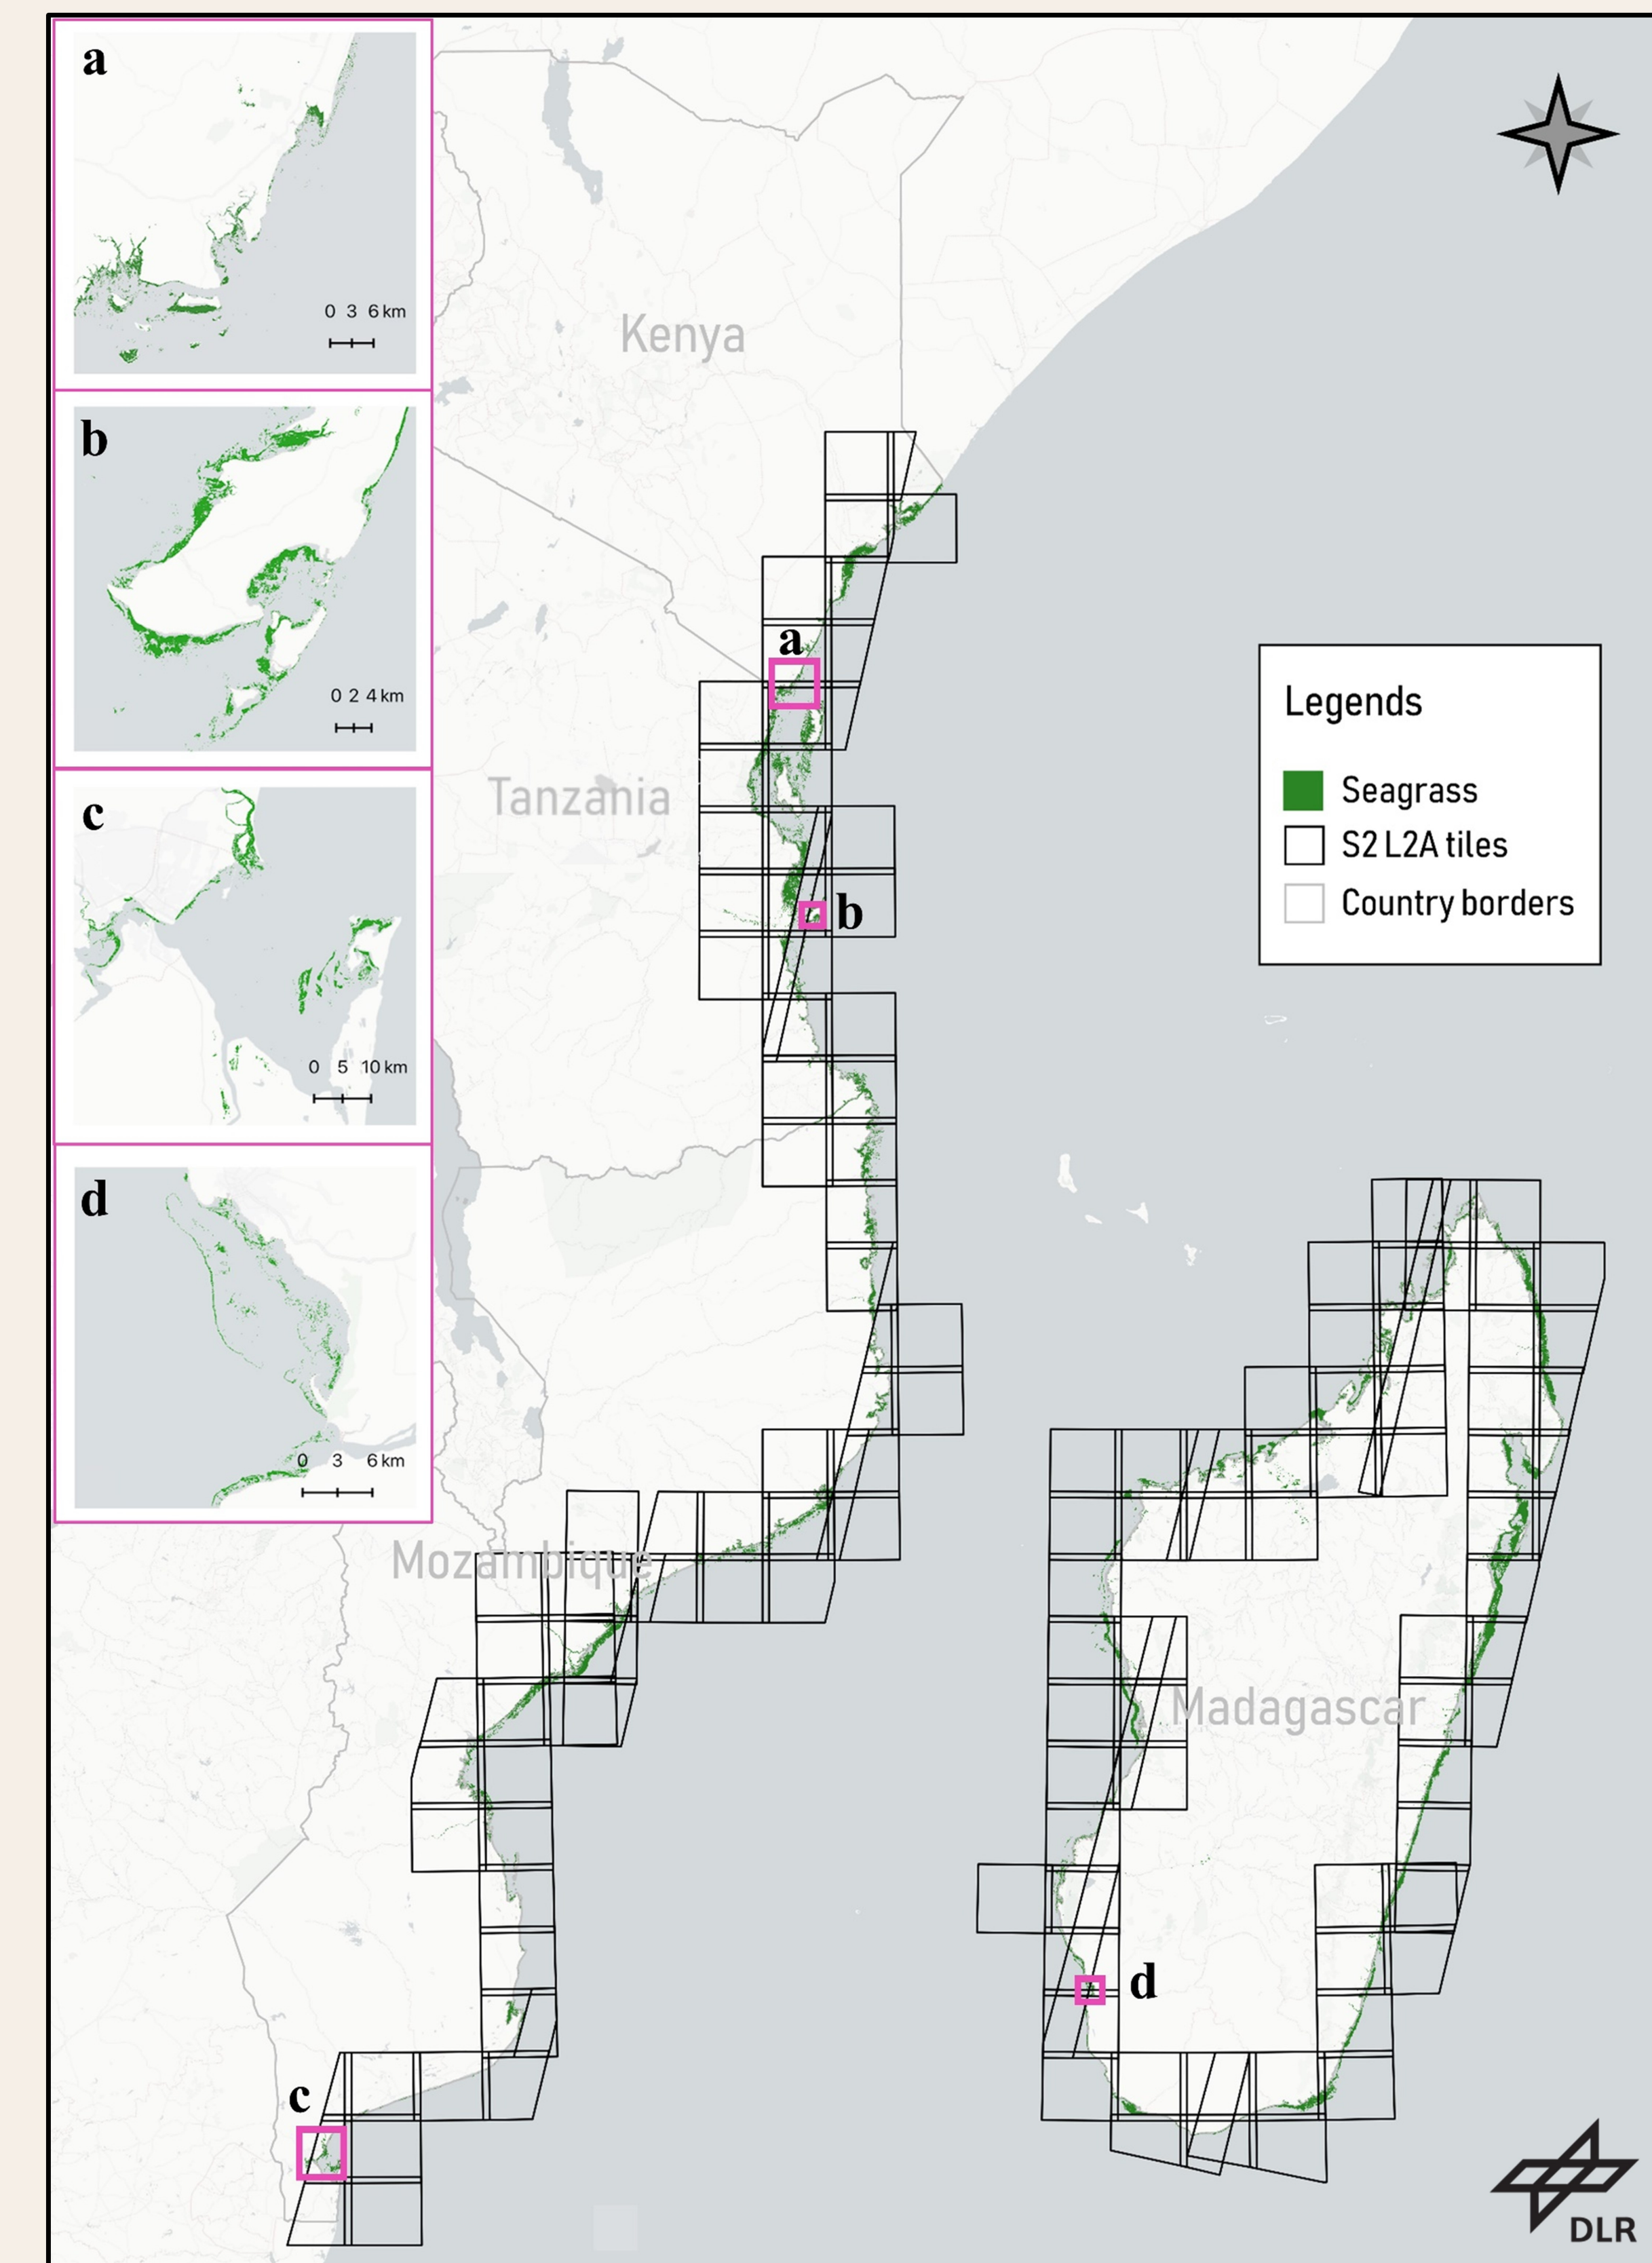 a
0 3 6 km
b
0 2 4 km
c
0 5 10 km
d
0 3 6 km
Kenya
a
Tanzania
b
Legends
Seagrass
S2 L2A tiles
Country borders
Mozambique
Madagascar
d
c
DLR